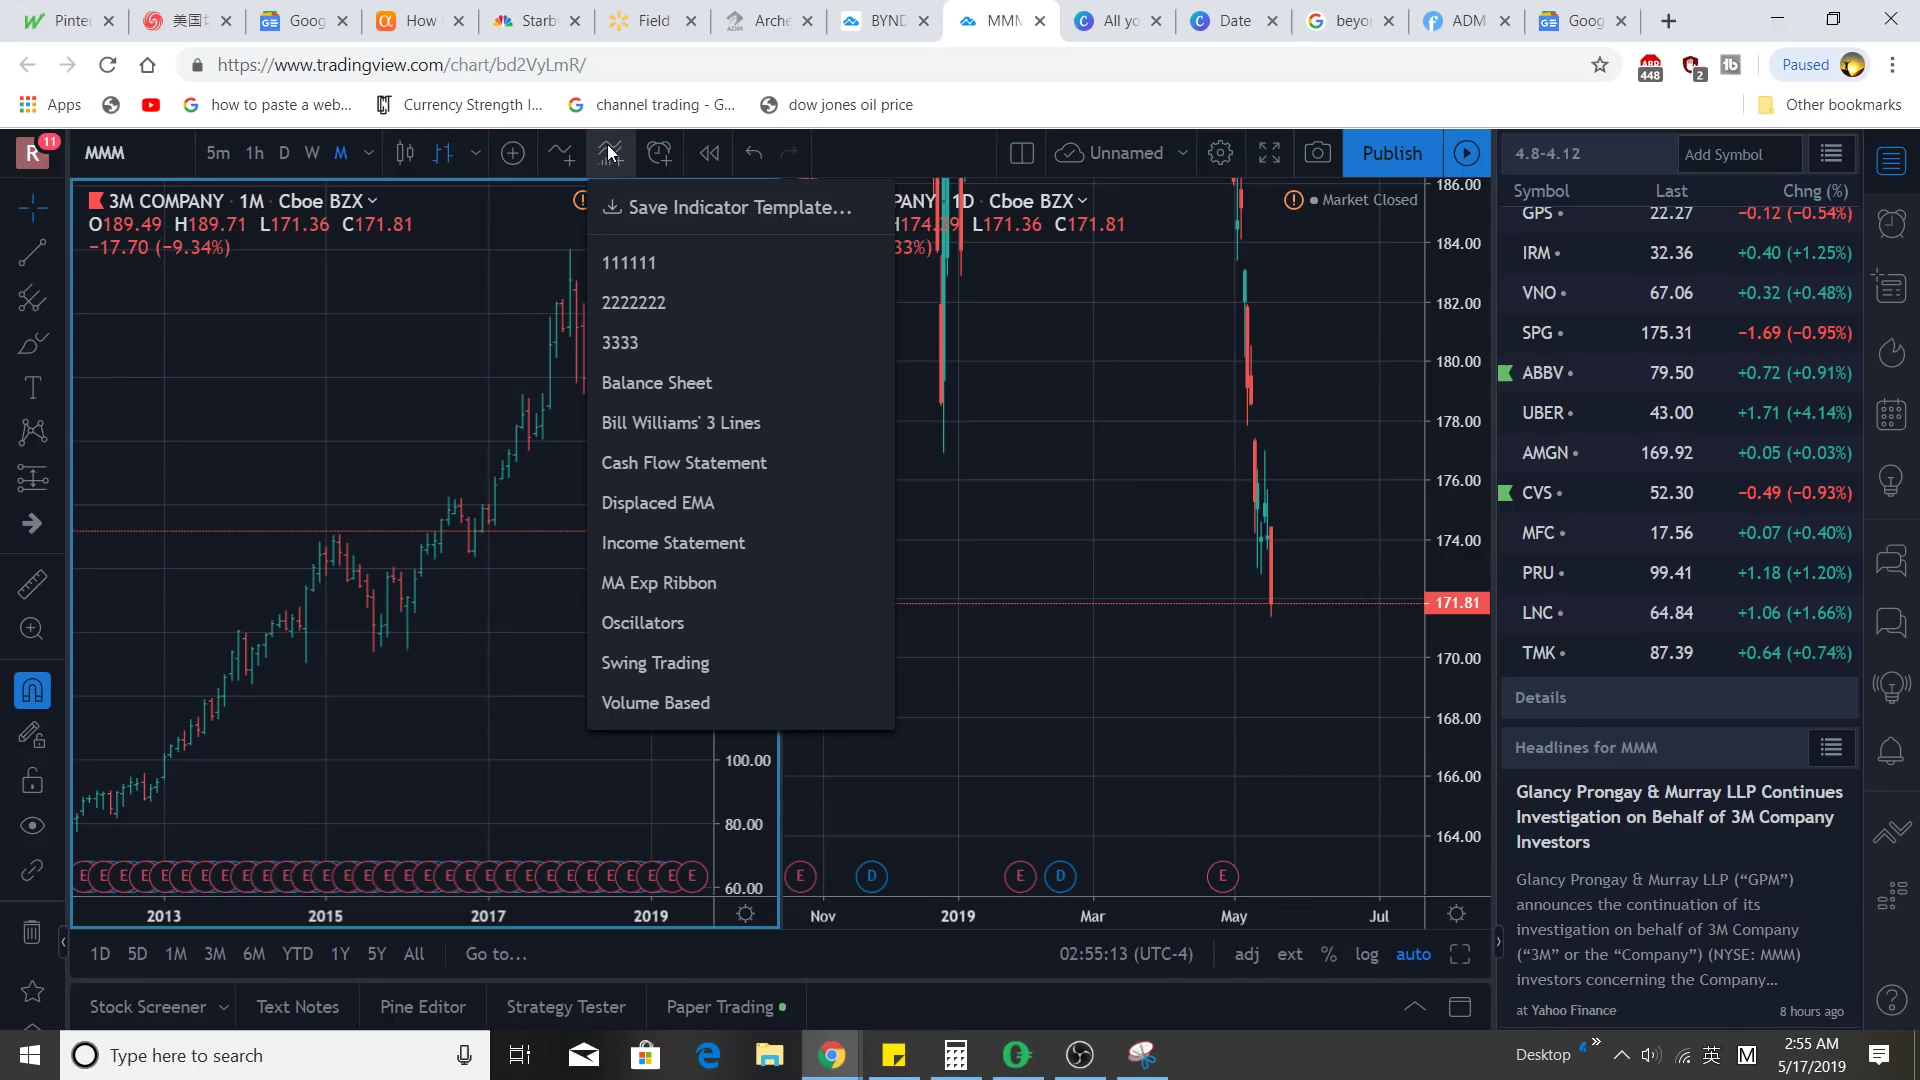 Pinter
美国
Goog
How
Starb
Field
ADM
Arche
BYND
MMM
All yo
Date
beyo
ADM
Goog
https://www.tradingview.com/chart/bd2VyLmR/
ABP
448
2
tb
Paused
Apps
how to paste a web...
Currency Strength I...
channel trading - G...
dow jones oil price
Other bookmarks
R
11
MMM
5m 1h D W M
Unnamed
Publish
4.8-4.12
Add Symbol
3M COMPANY · 1M · Cboe BZX
O189.49 H189.71 L171.36 C171.81
−17.70 (−9.34%)
PANY · 1D · Cboe BZX
H174.39 L171.36 C171.81
33%)
Market Closed
Save Indicator Template...
111111
2222222
3333
Balance Sheet
Bill Williams' 3 Lines
Cash Flow Statement
Displaced EMA
Income Statement
MA Exp Ribbon
Oscillators
Swing Trading
Volume Based
100.00
80.00
60.00
186.00
184.00
182.00
180.00
178.00
176.00
174.00
171.81
170.00
168.00
166.00
164.00
E E E E E E E E E E E E E E E E E E E E E E E E E E E E E E
E D E D E
2013 2015 2017 2019
Nov 2019 Mar May Jul
Symbol Last Chng (%)
GPS 22.27 −0.12 (−0.54%)
IRM 32.36 +0.40 (+1.25%)
VNO 67.06 +0.32 (+0.48%)
SPG 175.31 −1.69 (−0.95%)
ABBV 79.50 +0.72 (+0.91%)
UBER 43.00 +1.71 (+4.14%)
AMGN 169.92 +0.05 (+0.03%)
CVS 52.30 −0.49 (−0.93%)
MFC 17.56 +0.07 (+0.40%)
PRU 99.41 +1.18 (+1.20%)
LNC 64.84 +1.06 (+1.66%)
TMK 87.39 +0.64 (+0.74%)
Details
Headlines for MMM
Glancy Prongay & Murray LLP Continues
Investigation on Behalf of 3M Company
Investors
Glancy Prongay & Murray LLP (“GPM”)
announces the continuation of its
investigation on behalf of 3M Company
(“3M” or the “Company”) (NYSE: MMM)
investors concerning the Company...
at Yahoo Finance 8 hours ago
1D 5D 1M 3M 6M YTD 1Y 5Y All Go to...
02:55:13 (UTC-4) adj ext % log auto
Stock Screener Text Notes Pine Editor Strategy Tester Paper Trading
Type here to search
Desktop
英
M
2:55 AM
5/17/2019